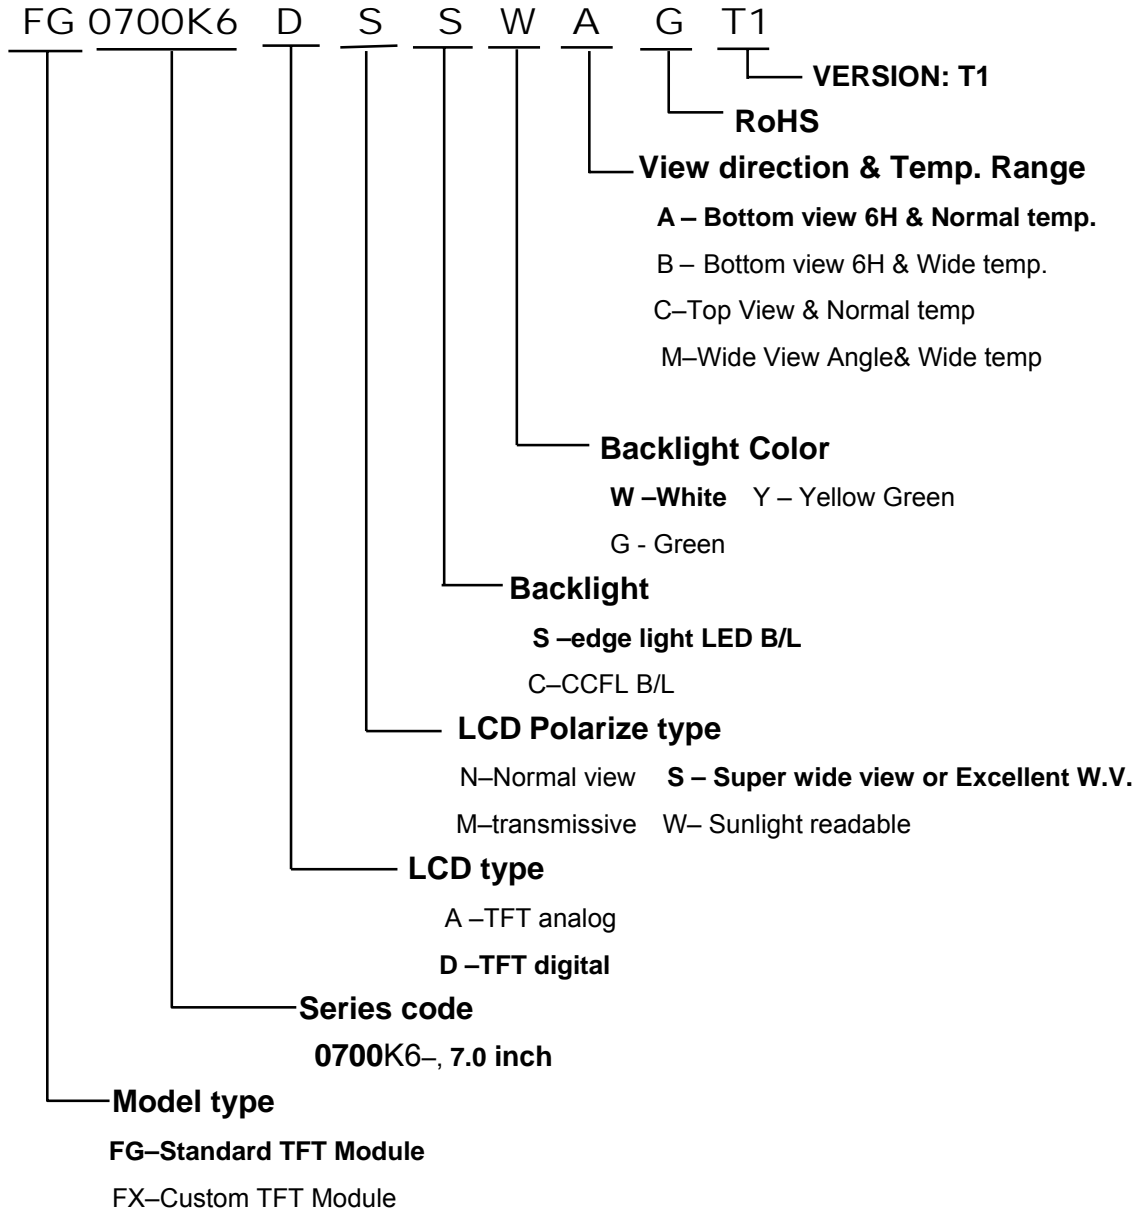 FG 0700K6 D S S W A G T1
VERSION: T1
RoHS
View direction & Temp. Range
A – Bottom view 6H & Normal temp.
B – Bottom view 6H & Wide temp.
C–Top View & Normal temp
M–Wide View Angle& Wide temp
Backlight Color
W –White Y – Yellow Green
G - Green
Backlight
S –edge light LED B/L
C–CCFL B/L
LCD Polarize type
N–Normal view S – Super wide view or Excellent W.V.
M–transmissive W– Sunlight readable
LCD type
A –TFT analog
D –TFT digital
Series code
0700K6–, 7.0 inch
Model type
FG–Standard TFT Module
FX–Custom TFT Module